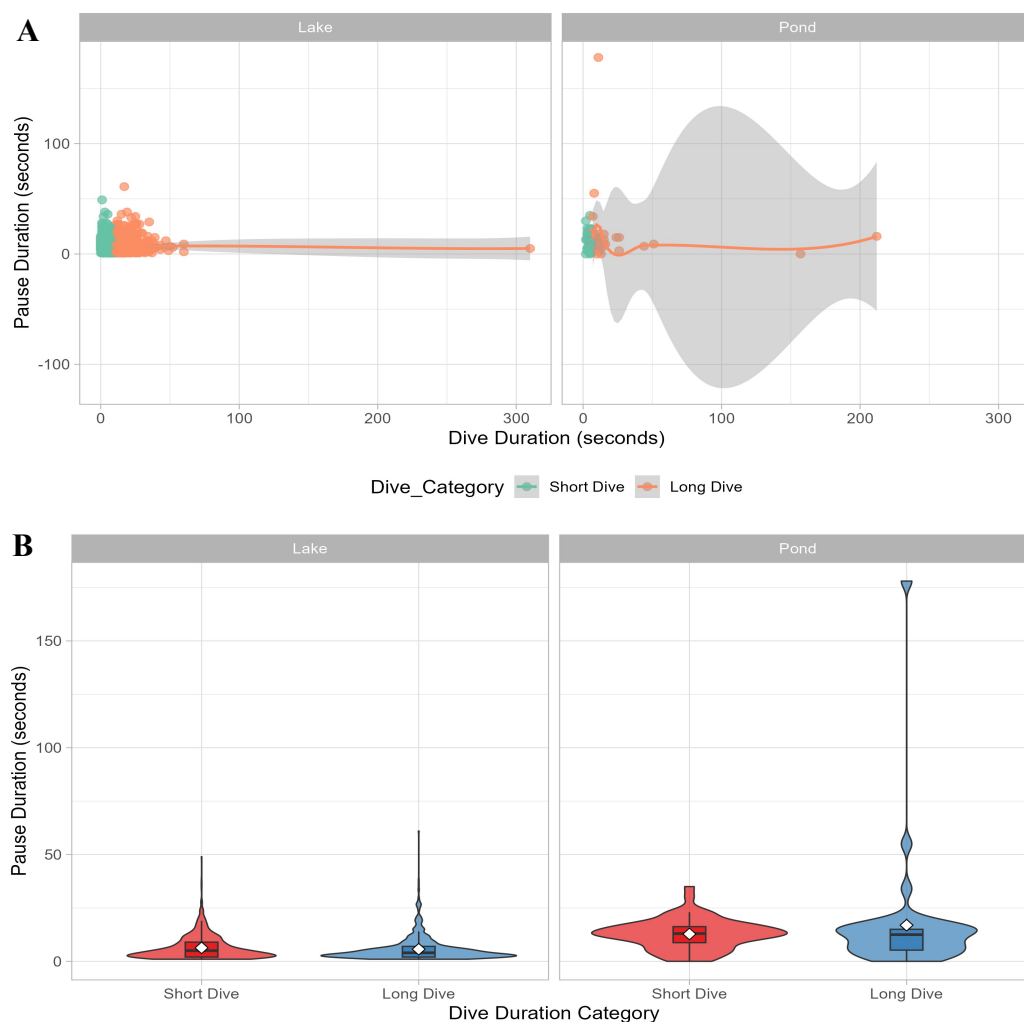 A
Lake Pond
Pause Duration (seconds)
100
0
-100
0 100 200 300 0 100 200 300
Dive Duration (seconds)
Dive_Category Short Dive Long Dive
B
Lake Pond
Pause Duration (seconds)
150
100
50
0
Short Dive Long Dive Short Dive Long Dive
Dive Duration Category